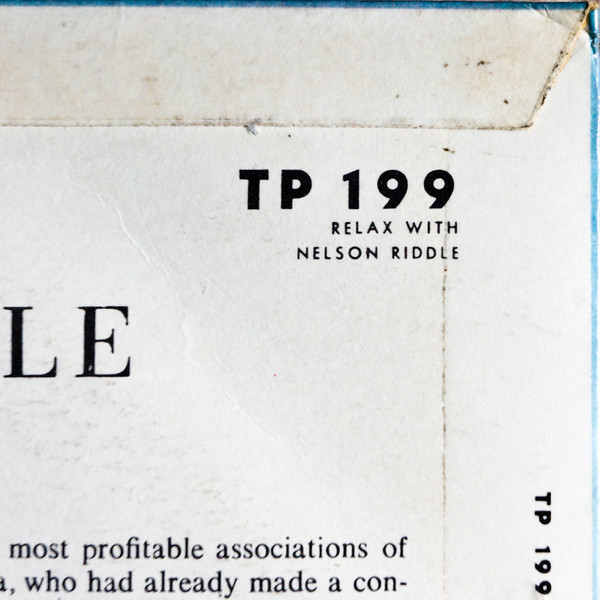 TP 199
RELAX WITH
NELSON RIDDLE
LE
most profitable associations of
a, who had already made a con-
TP 199